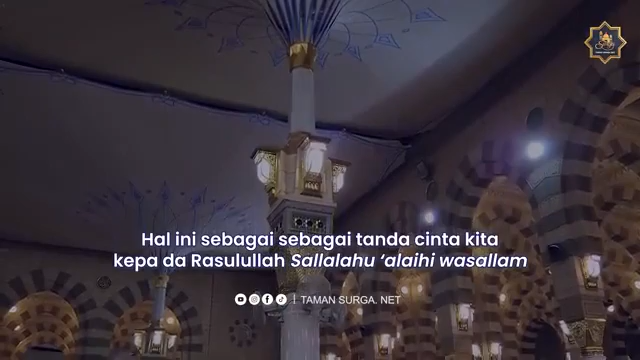 Hal ini sebagai sebagai tanda cinta kita
kepa da Rasulullah Sallalahu ‘alaihi wasallam
TAMAN SURGA. NET